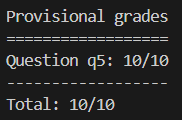 Provisional grades
==================
Question q5: 10/10
------------------
Total: 10/10